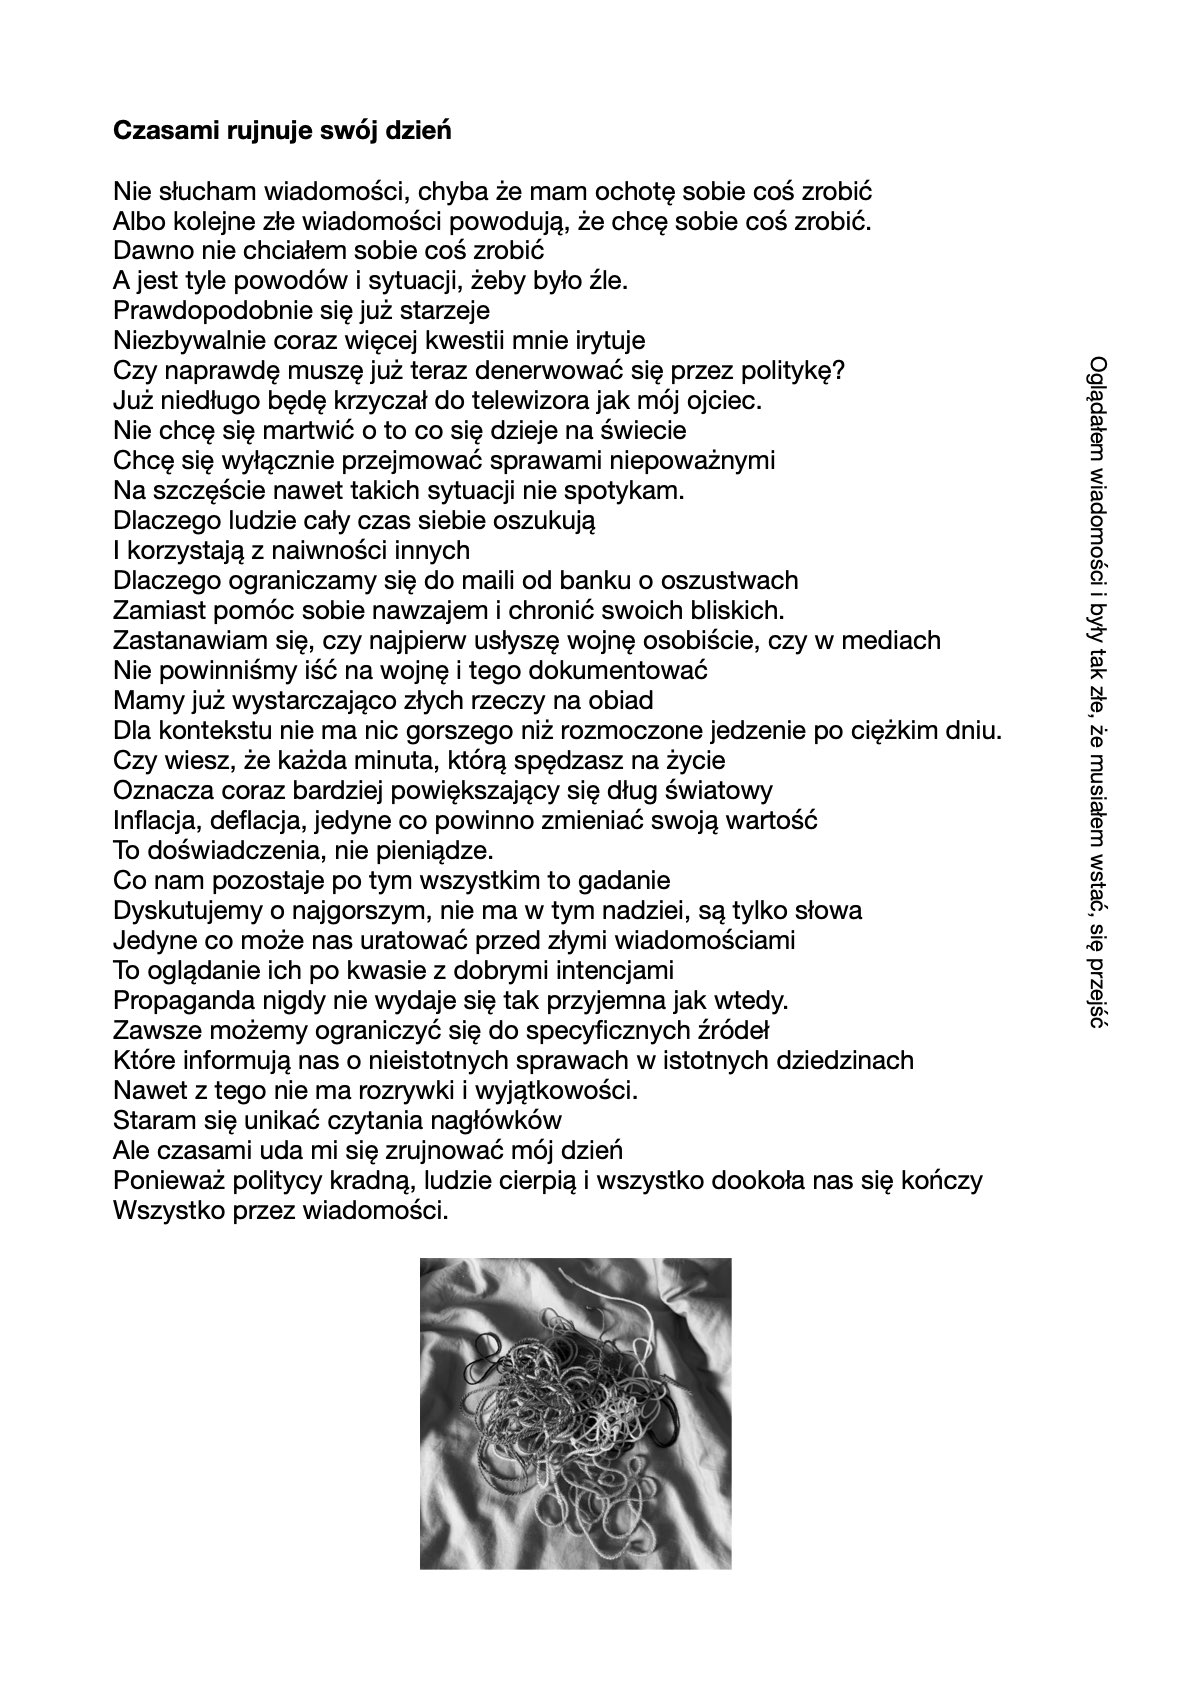 Czasami rujnuje swój dzień
Nie słucham wiadomości, chyba że mam ochotę sobie coś zrobić
Albo kolejne złe wiadomości powodują, że chcę sobie coś zrobić.
Dawno nie chciałem sobie coś zrobić
A jest tyle powodów i sytuacji, żeby było źle.
Prawdopodobnie się już starzeje
Niezbywalnie coraz więcej kwestii mnie irytuje
Czy naprawdę muszę już teraz denerwować się przez politykę?
Już niedługo będę krzyczał do telewizora jak mój ojciec.
Nie chcę się martwić o to co się dzieje na świecie
Chcę się wyłącznie przejmować sprawami niepoważnymi
Na szczęście nawet takich sytuacji nie spotykam.
Dlaczego ludzie cały czas siebie oszukują
I korzystają z naiwności innych
Dlaczego ograniczamy się do maili od banku o oszustwach
Zamiast pomóc sobie nawzajem i chronić swoich bliskich.
Zastanawiam się, czy najpierw usłyszę wojnę osobiście, czy w mediach
Nie powinniśmy iść na wojnę i tego dokumentować
Mamy już wystarczająco złych rzeczy na obiad
Dla kontekstu nie ma nic gorszego niż rozmoczone jedzenie po ciężkim dniu.
Czy wiesz, że każda minuta, którą spędzasz na życie
Oznacza coraz bardziej powiększający się dług światowy
Inflacja, deflacja, jedyne co powinno zmieniać swoją wartość
To doświadczenia, nie pieniądze.
Co nam pozostaje po tym wszystkim to gadanie
Dyskutujemy o najgorszym, nie ma w tym nadziei, są tylko słowa
Jedyne co może nas uratować przed złymi wiadomościami
To oglądanie ich po kwasie z dobrymi intencjami
Propaganda nigdy nie wydaje się tak przyjemna jak wtedy.
Zawsze możemy ograniczyć się do specyficznych źródeł
Które informują nas o nieistotnych sprawach w istotnych dziedzinach
Nawet z tego nie ma rozrywki i wyjątkowości.
Staram się unikać czytania nagłówków
Ale czasami uda mi się zrujnować mój dzień
Ponieważ politycy kradną, ludzie cierpią i wszystko dookoła nas się kończy
Wszystko przez wiadomości.
Oglądałem wiadomości i były tak złe, że musiałem wstać, się przejść